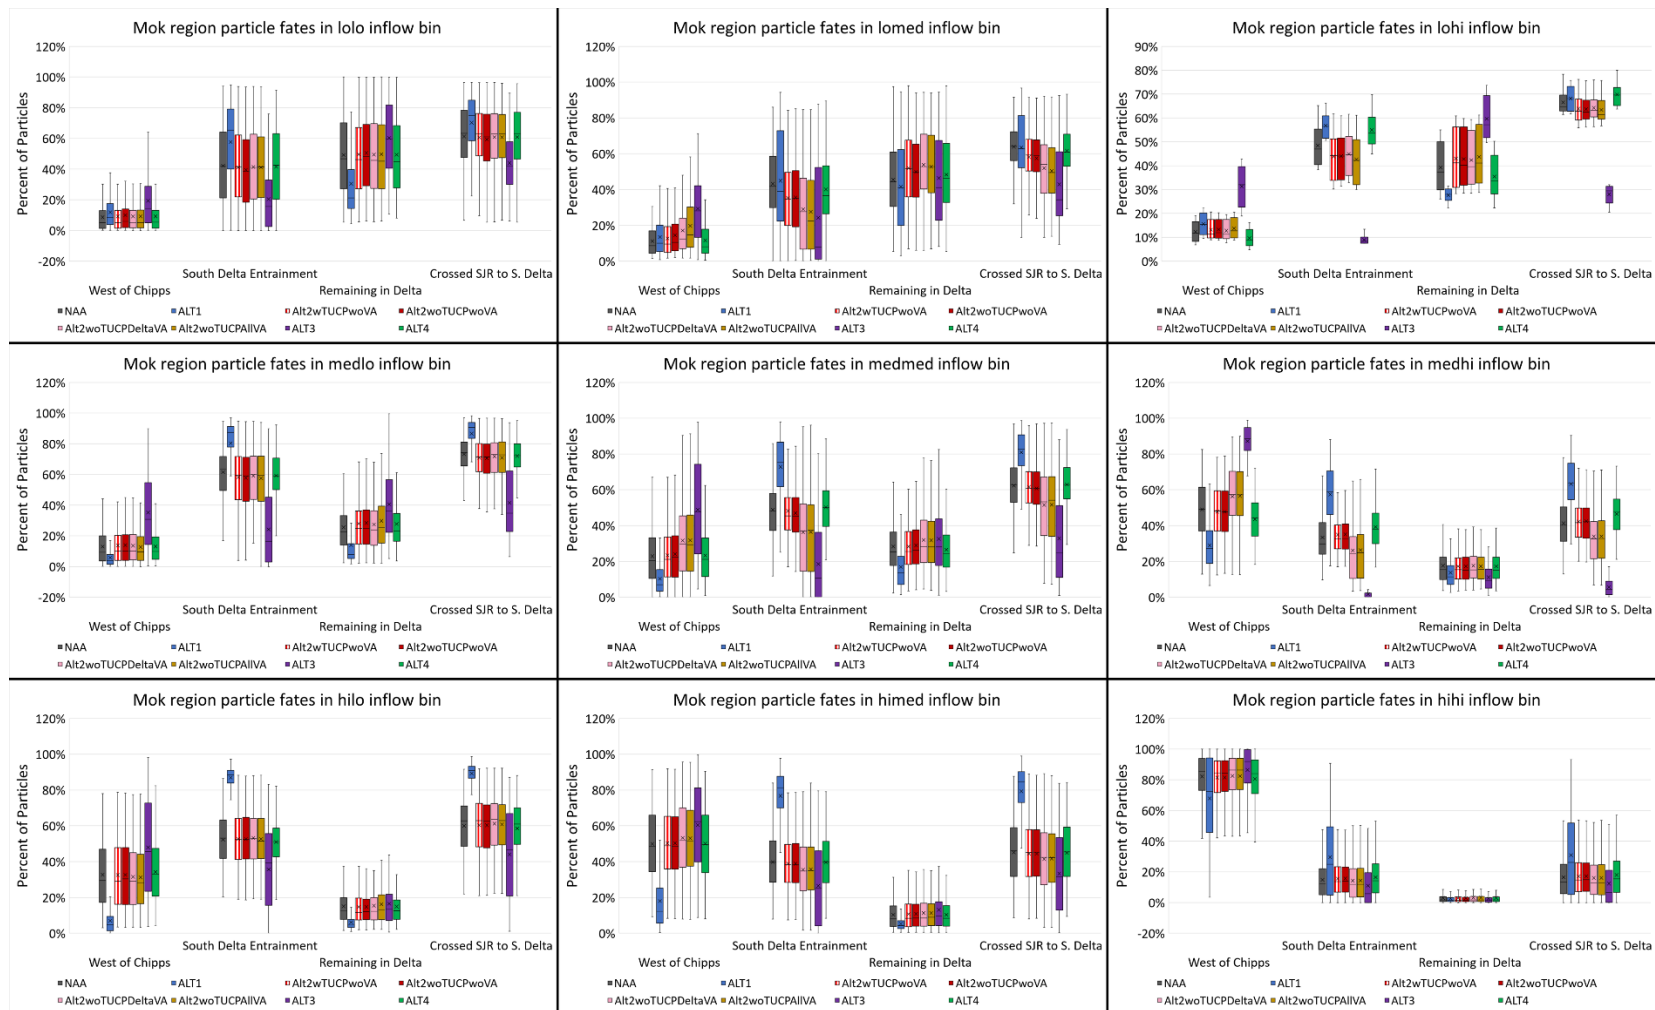 Mok region particle fates in lolo inflow bin
Percent of Particles
120%
100%
80%
60%
40%
20%
0%
-20%
South Delta Entrainment Crossed SJR to S. Delta
West of Chipps Remaining in Delta
NAA ALT1 Alt2wTUCPwoVA Alt2woTUCPwoVA
Alt2woTUCPDeltaVA Alt2woTUCPAllVA ALT3 ALT4
Mok region particle fates in lomed inflow bin
Percent of Particles
120%
100%
80%
60%
40%
20%
0%
South Delta Entrainment Crossed SJR to S. Delta
West of Chipps Remaining in Delta
NAA ALT1 Alt2wTUCPwoVA Alt2woTUCPwoVA
Alt2woTUCPDeltaVA Alt2woTUCPAllVA ALT3 ALT4
Mok region particle fates in lohi inflow bin
Percent of Particles
90%
80%
70%
60%
50%
40%
30%
20%
10%
0%
South Delta Entrainment Crossed SJR to S. Delta
West of Chipps Remaining in Delta
NAA ALT1 Alt2wTUCPwoVA Alt2woTUCPwoVA
Alt2woTUCPDeltaVA Alt2woTUCPAllVA ALT3 ALT4
Mok region particle fates in medlo inflow bin
Percent of Particles
120%
100%
80%
60%
40%
20%
0%
-20%
South Delta Entrainment Crossed SJR to S. Delta
West of Chipps Remaining in Delta
NAA ALT1 Alt2wTUCPwoVA Alt2woTUCPwoVA
Alt2woTUCPDeltaVA Alt2woTUCPAllVA ALT3 ALT4
Mok region particle fates in medmed inflow bin
Percent of Particles
120%
100%
80%
60%
40%
20%
0%
South Delta Entrainment Crossed SJR to S. Delta
West of Chipps Remaining in Delta
NAA ALT1 Alt2wTUCPwoVA Alt2woTUCPwoVA
Alt2woTUCPDeltaVA Alt2woTUCPAllVA ALT3 ALT4
Mok region particle fates in medhi inflow bin
Percent of Particles
120%
100%
80%
60%
40%
20%
0%
South Delta Entrainment Crossed SJR to S. Delta
West of Chipps Remaining in Delta
NAA ALT1 Alt2wTUCPwoVA Alt2woTUCPwoVA
Alt2woTUCPDeltaVA Alt2woTUCPAllVA ALT3 ALT4
Mok region particle fates in hilo inflow bin
Percent of Particles
120%
100%
80%
60%
40%
20%
0%
South Delta Entrainment Crossed SJR to S. Delta
West of Chipps Remaining in Delta
NAA ALT1 Alt2wTUCPwoVA Alt2woTUCPwoVA
Alt2woTUCPDeltaVA Alt2woTUCPAllVA ALT3 ALT4
Mok region particle fates in himed inflow bin
Percent of Particles
120%
100%
80%
60%
40%
20%
0%
South Delta Entrainment Crossed SJR to S. Delta
West of Chipps Remaining in Delta
NAA ALT1 Alt2wTUCPwoVA Alt2woTUCPwoVA
Alt2woTUCPDeltaVA Alt2woTUCPAllVA ALT3 ALT4
Mok region particle fates in hihi inflow bin
Percent of Particles
120%
100%
80%
60%
40%
20%
0%
-20%
South Delta Entrainment Crossed SJR to S. Delta
West of Chipps Remaining in Delta
NAA ALT1 Alt2wTUCPwoVA Alt2woTUCPwoVA
Alt2woTUCPDeltaVA Alt2woTUCPAllVA ALT3 ALT4